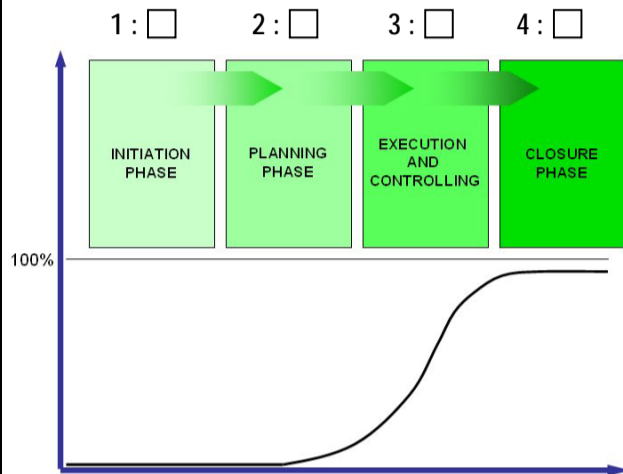 1 : □ 2 : □ 3 : □ 4 : □
INITIATION
PHASE
PLANNING
PHASE
EXECUTION
AND
CONTROLLING
CLOSURE
PHASE
100%